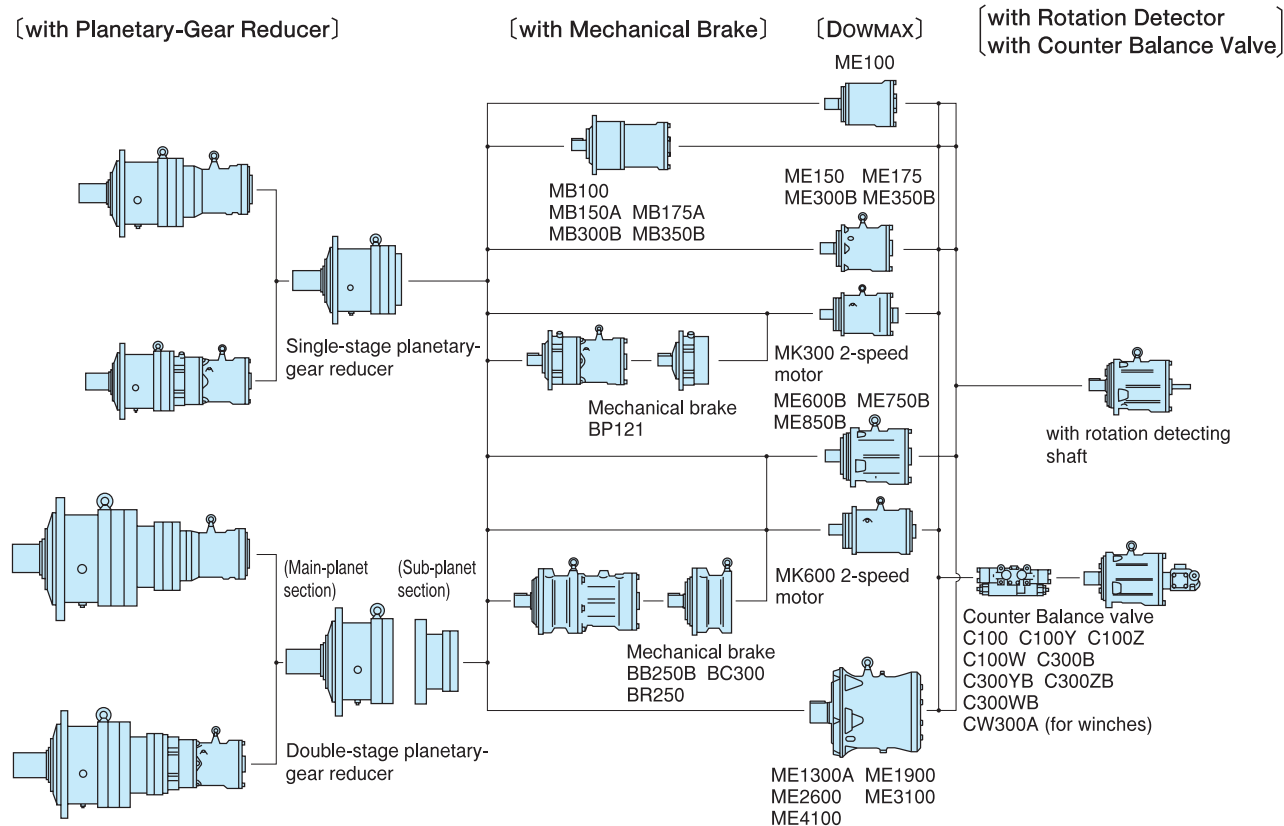 〔with Planetary-Gear Reducer〕
〔with Mechanical Brake〕
〔DOWMAX〕
〔with Rotation Detector
with Counter Balance Valve〕
ME100
MB100
MB150A MB175A
MB300B MB350B
ME150 ME175
ME300B ME350B
Single-stage planetary-
gear reducer
Mechanical brake
BP121
MK300 2-speed
motor
ME600B ME750B
ME850B
with rotation detecting
shaft
(Main-planet
section)
(Sub-planet
section)
MK600 2-speed
motor
Mechanical brake
BB250B BC300
BR250
Double-stage planetary-
gear reducer
Counter Balance valve
C100 C100Y C100Z
C100W C300B
C300YB C300ZB
C300WB
CW300A (for winches)
ME1300A ME1900
ME2600 ME3100
ME4100